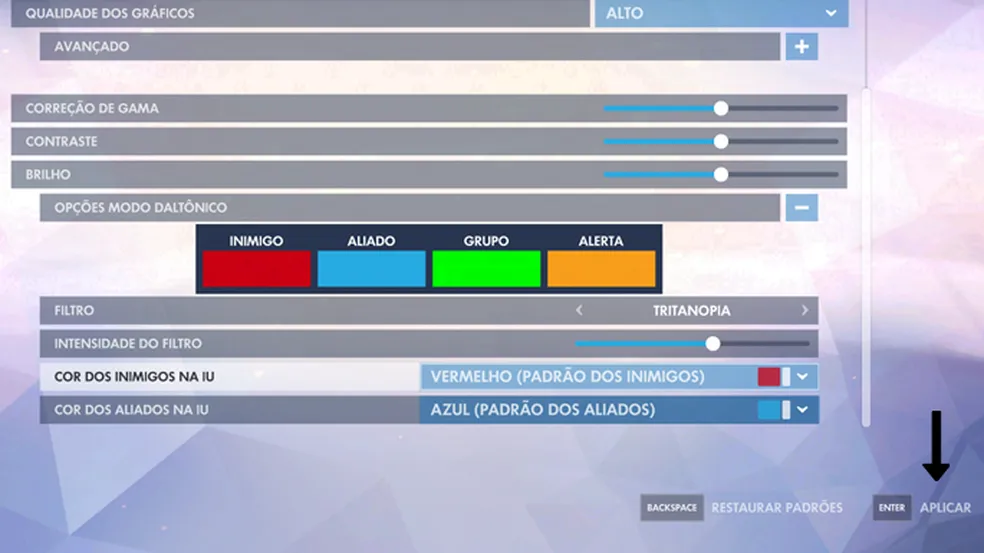 QUALIDADE DOS GRÁFICOS ALTO
AVANÇADO
CORREÇÃO DE GAMA
CONTRASTE
BRILHO
OPÇÕES MODO DALTÔNICO
INIMIGO ALIADO GRUPO ALERTA
FILTRO TRITANOPIA
INTENSIDADE DO FILTRO
COR DOS INIMIGOS NA IU VERMELHO (PADRÃO DOS INIMIGOS)
COR DOS ALIADOS NA IU AZUL (PADRÃO DOS ALIADOS)
BACKSPACE RESTAURAR PADRÕES ENTER APLICAR